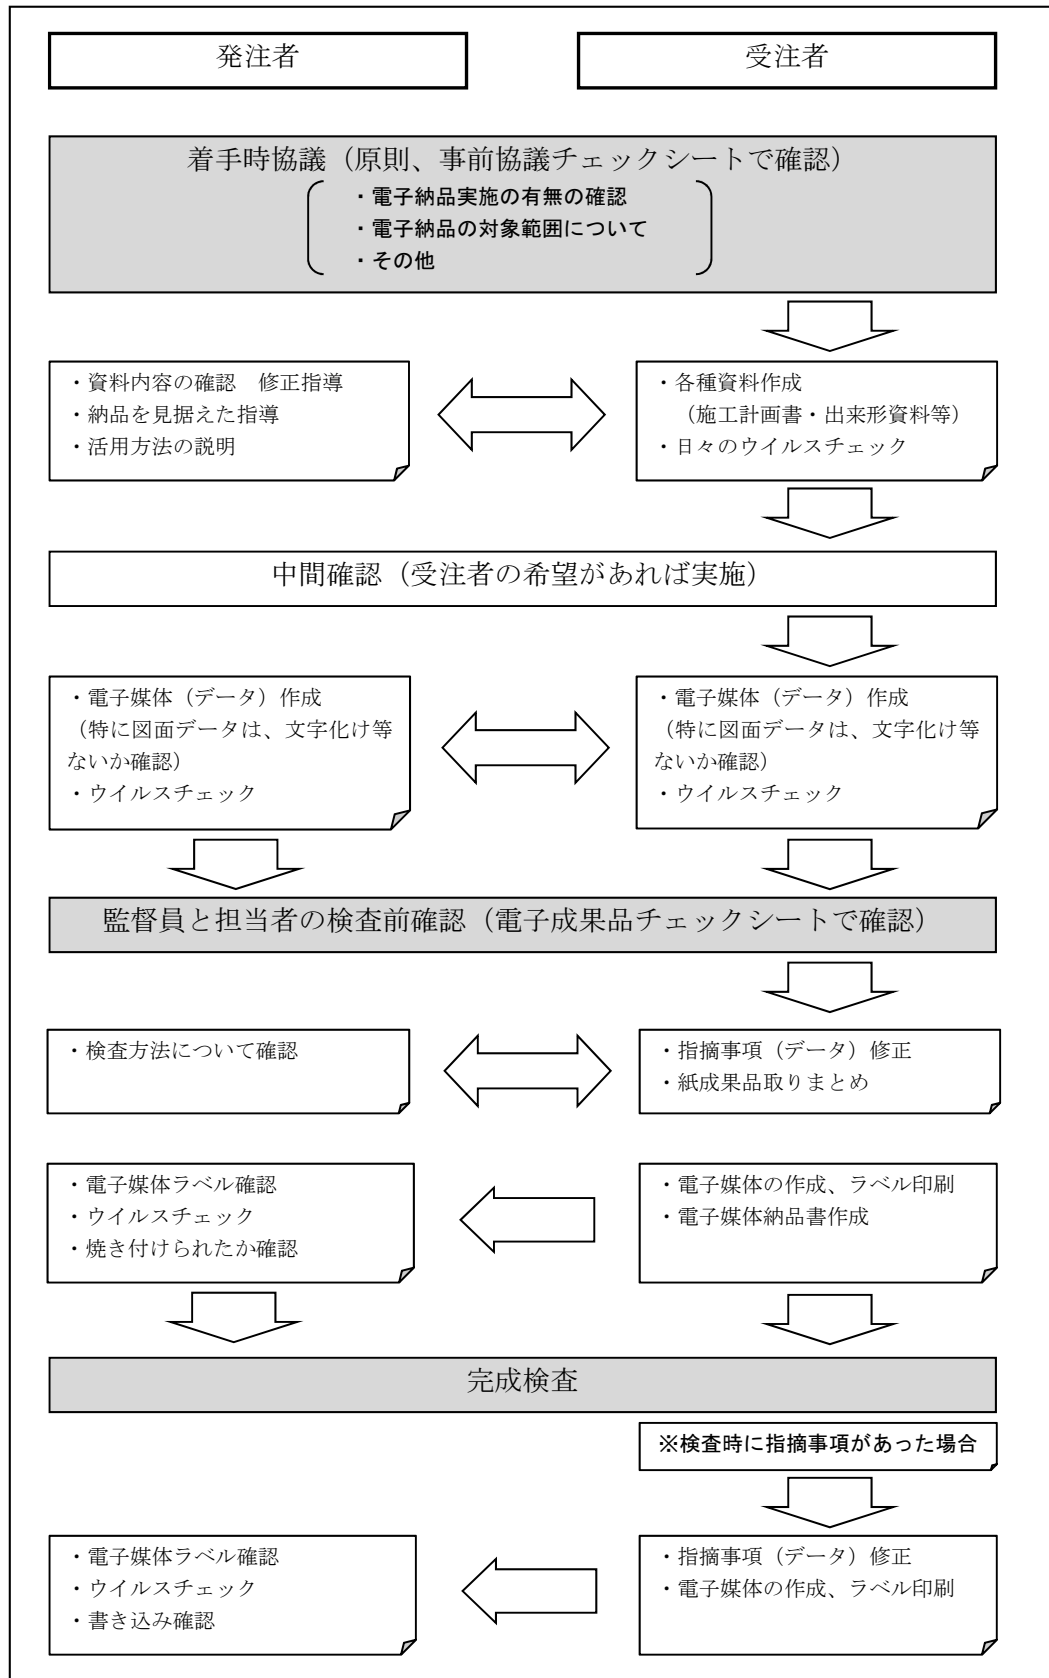 発注者
受注者
着手時協議（原則、事前協議チェックシートで確認）
・電子納品実施の有無の確認
・電子納品の対象範囲について
・その他
・資料内容の確認　修正指導
・納品を見据えた指導
・活用方法の説明
・各種資料作成
（施工計画書・出来形資料等）
・日々のウイルスチェック
中間確認（受注者の希望があれば実施）
・電子媒体（データ）作成
（特に図面データは、文字化け等
ないか確認）
・ウイルスチェック
・電子媒体（データ）作成
（特に図面データは、文字化け等
ないか確認）
・ウイルスチェック
監督員と担当者の検査前確認（電子成果品チェックシートで確認）
・検査方法について確認
・指摘事項（データ）修正
・紙成果品取りまとめ
・電子媒体ラベル確認
・ウイルスチェック
・焼き付けられたか確認
・電子媒体の作成、ラベル印刷
・電子媒体納品書作成
完成検査
※検査時に指摘事項があった場合
・電子媒体ラベル確認
・ウイルスチェック
・書き込み確認
・指摘事項（データ）修正
・電子媒体の作成、ラベル印刷